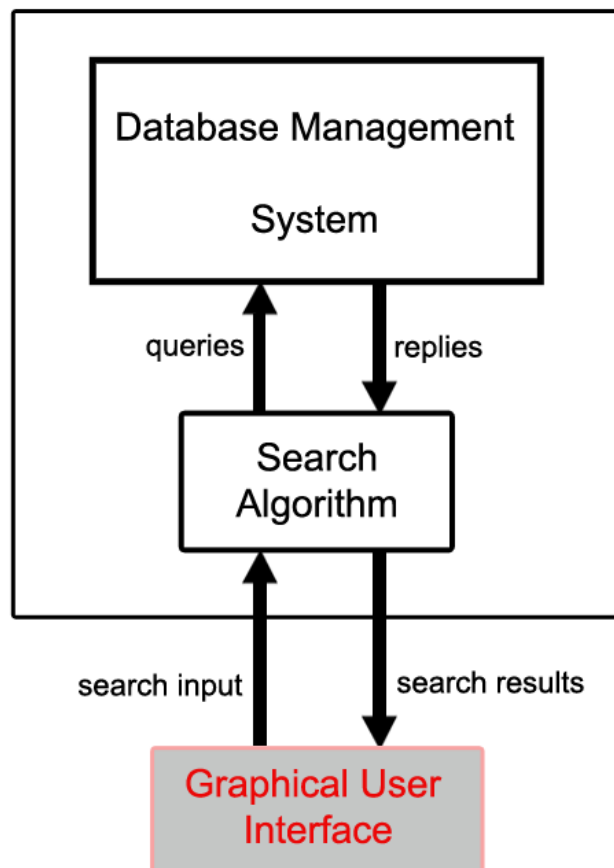 Database Management
System
queries
replies
Search
Algorithm
search input
search results
Graphical User
Interface